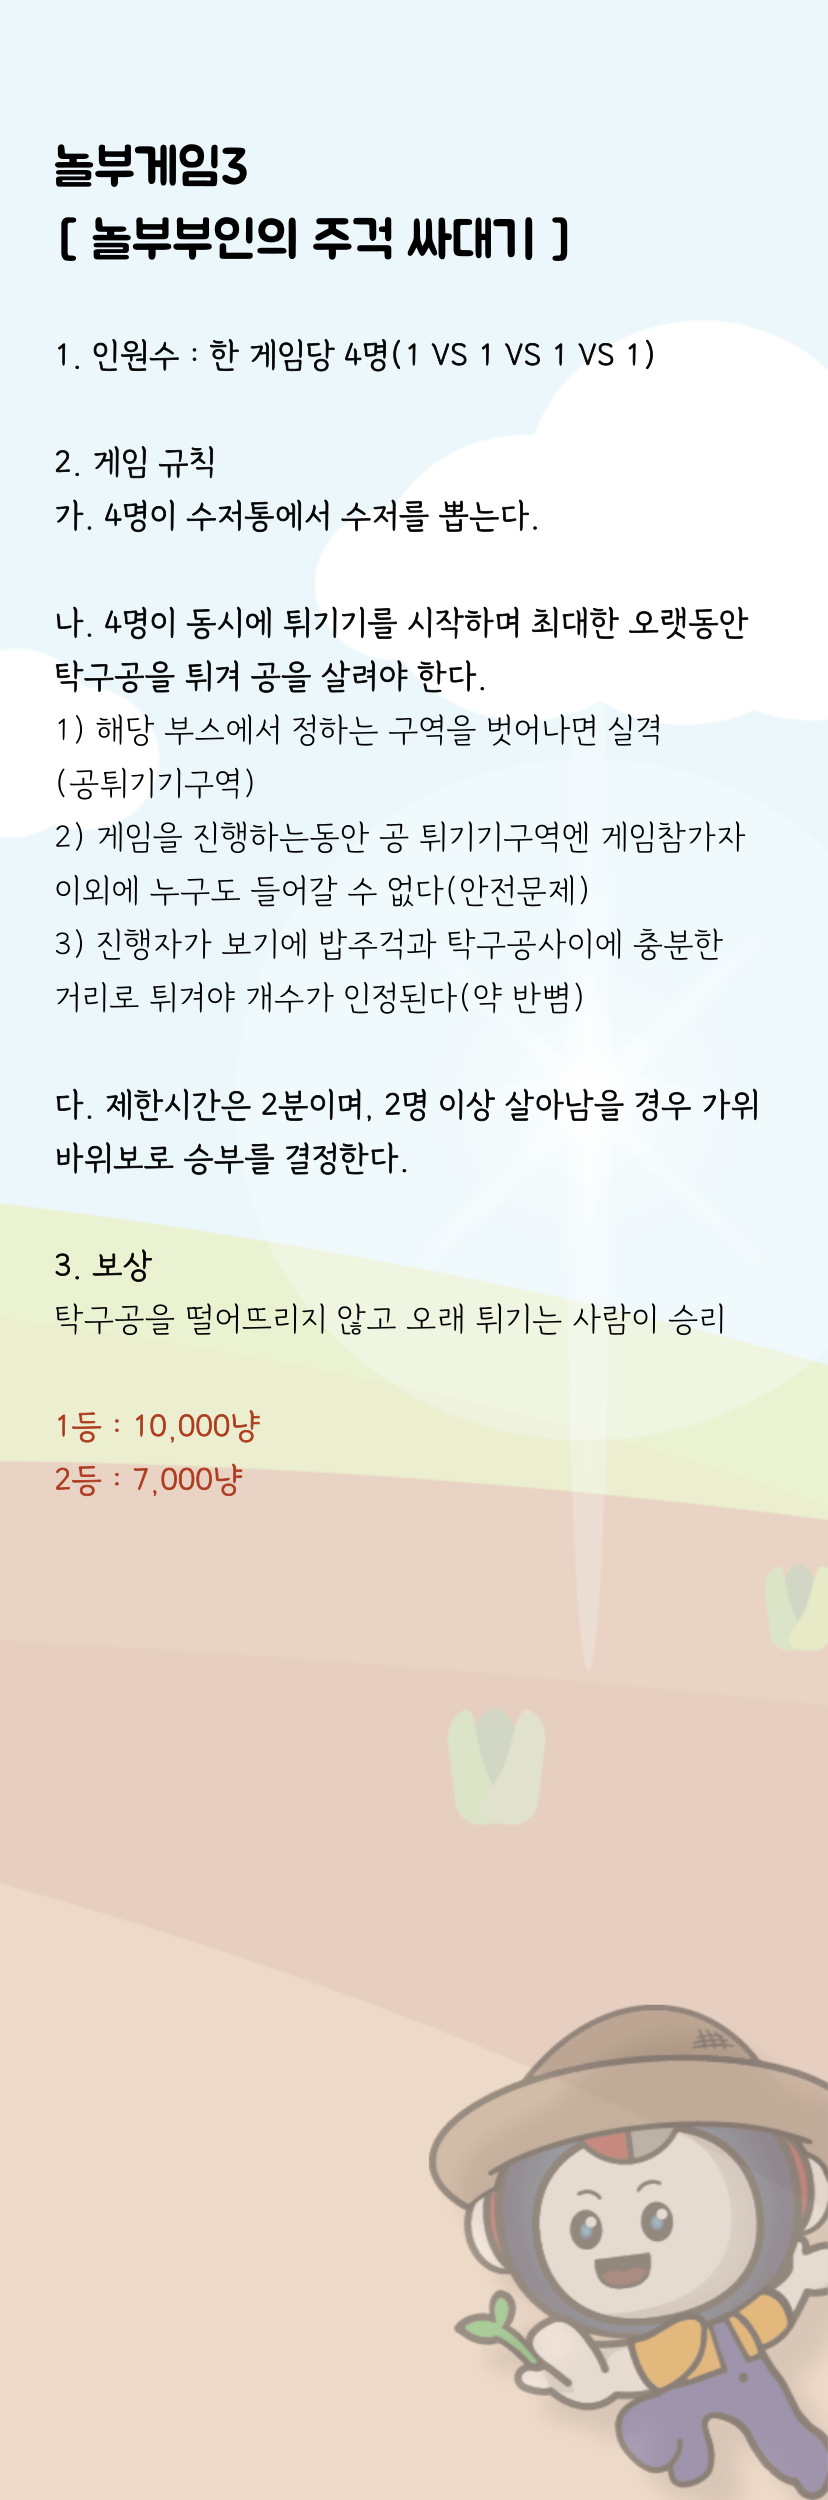 놀부게임3
[ 놀부부인의 주걱 싸대기 ]
1. 인원수 : 한 게임당 4명(1 VS 1 VS 1 VS 1)
2. 게임 규칙
가. 4명이 수저통에서 수저를 뽑는다.
나. 4명이 동시에 튀기기를 시작하며 최대한 오랫동안
탁구공을 튀겨 공을 살려야 한다.
1) 해당 부스에서 정하는 구역을 벗어나면 실격
(공튀기기구역)
2) 게임을 진행하는동안 공 튀기기구역엔 게임참가자
이외에 누구도 들어갈 수 없다(안전문제)
3) 진행자가 보기에 밥주걱과 탁구공사이에 충분한
거리로 튀겨야 개수가 인정된다(약 반뼘)
다. 제한시간은 2분이며, 2명 이상 살아남을 경우 가위
바위보로 승부를 결정한다.
3. 보상
탁구공을 떨어뜨리지 않고 오래 튀기는 사람이 승리
1등 : 10,000냥
2등 : 7,000냥